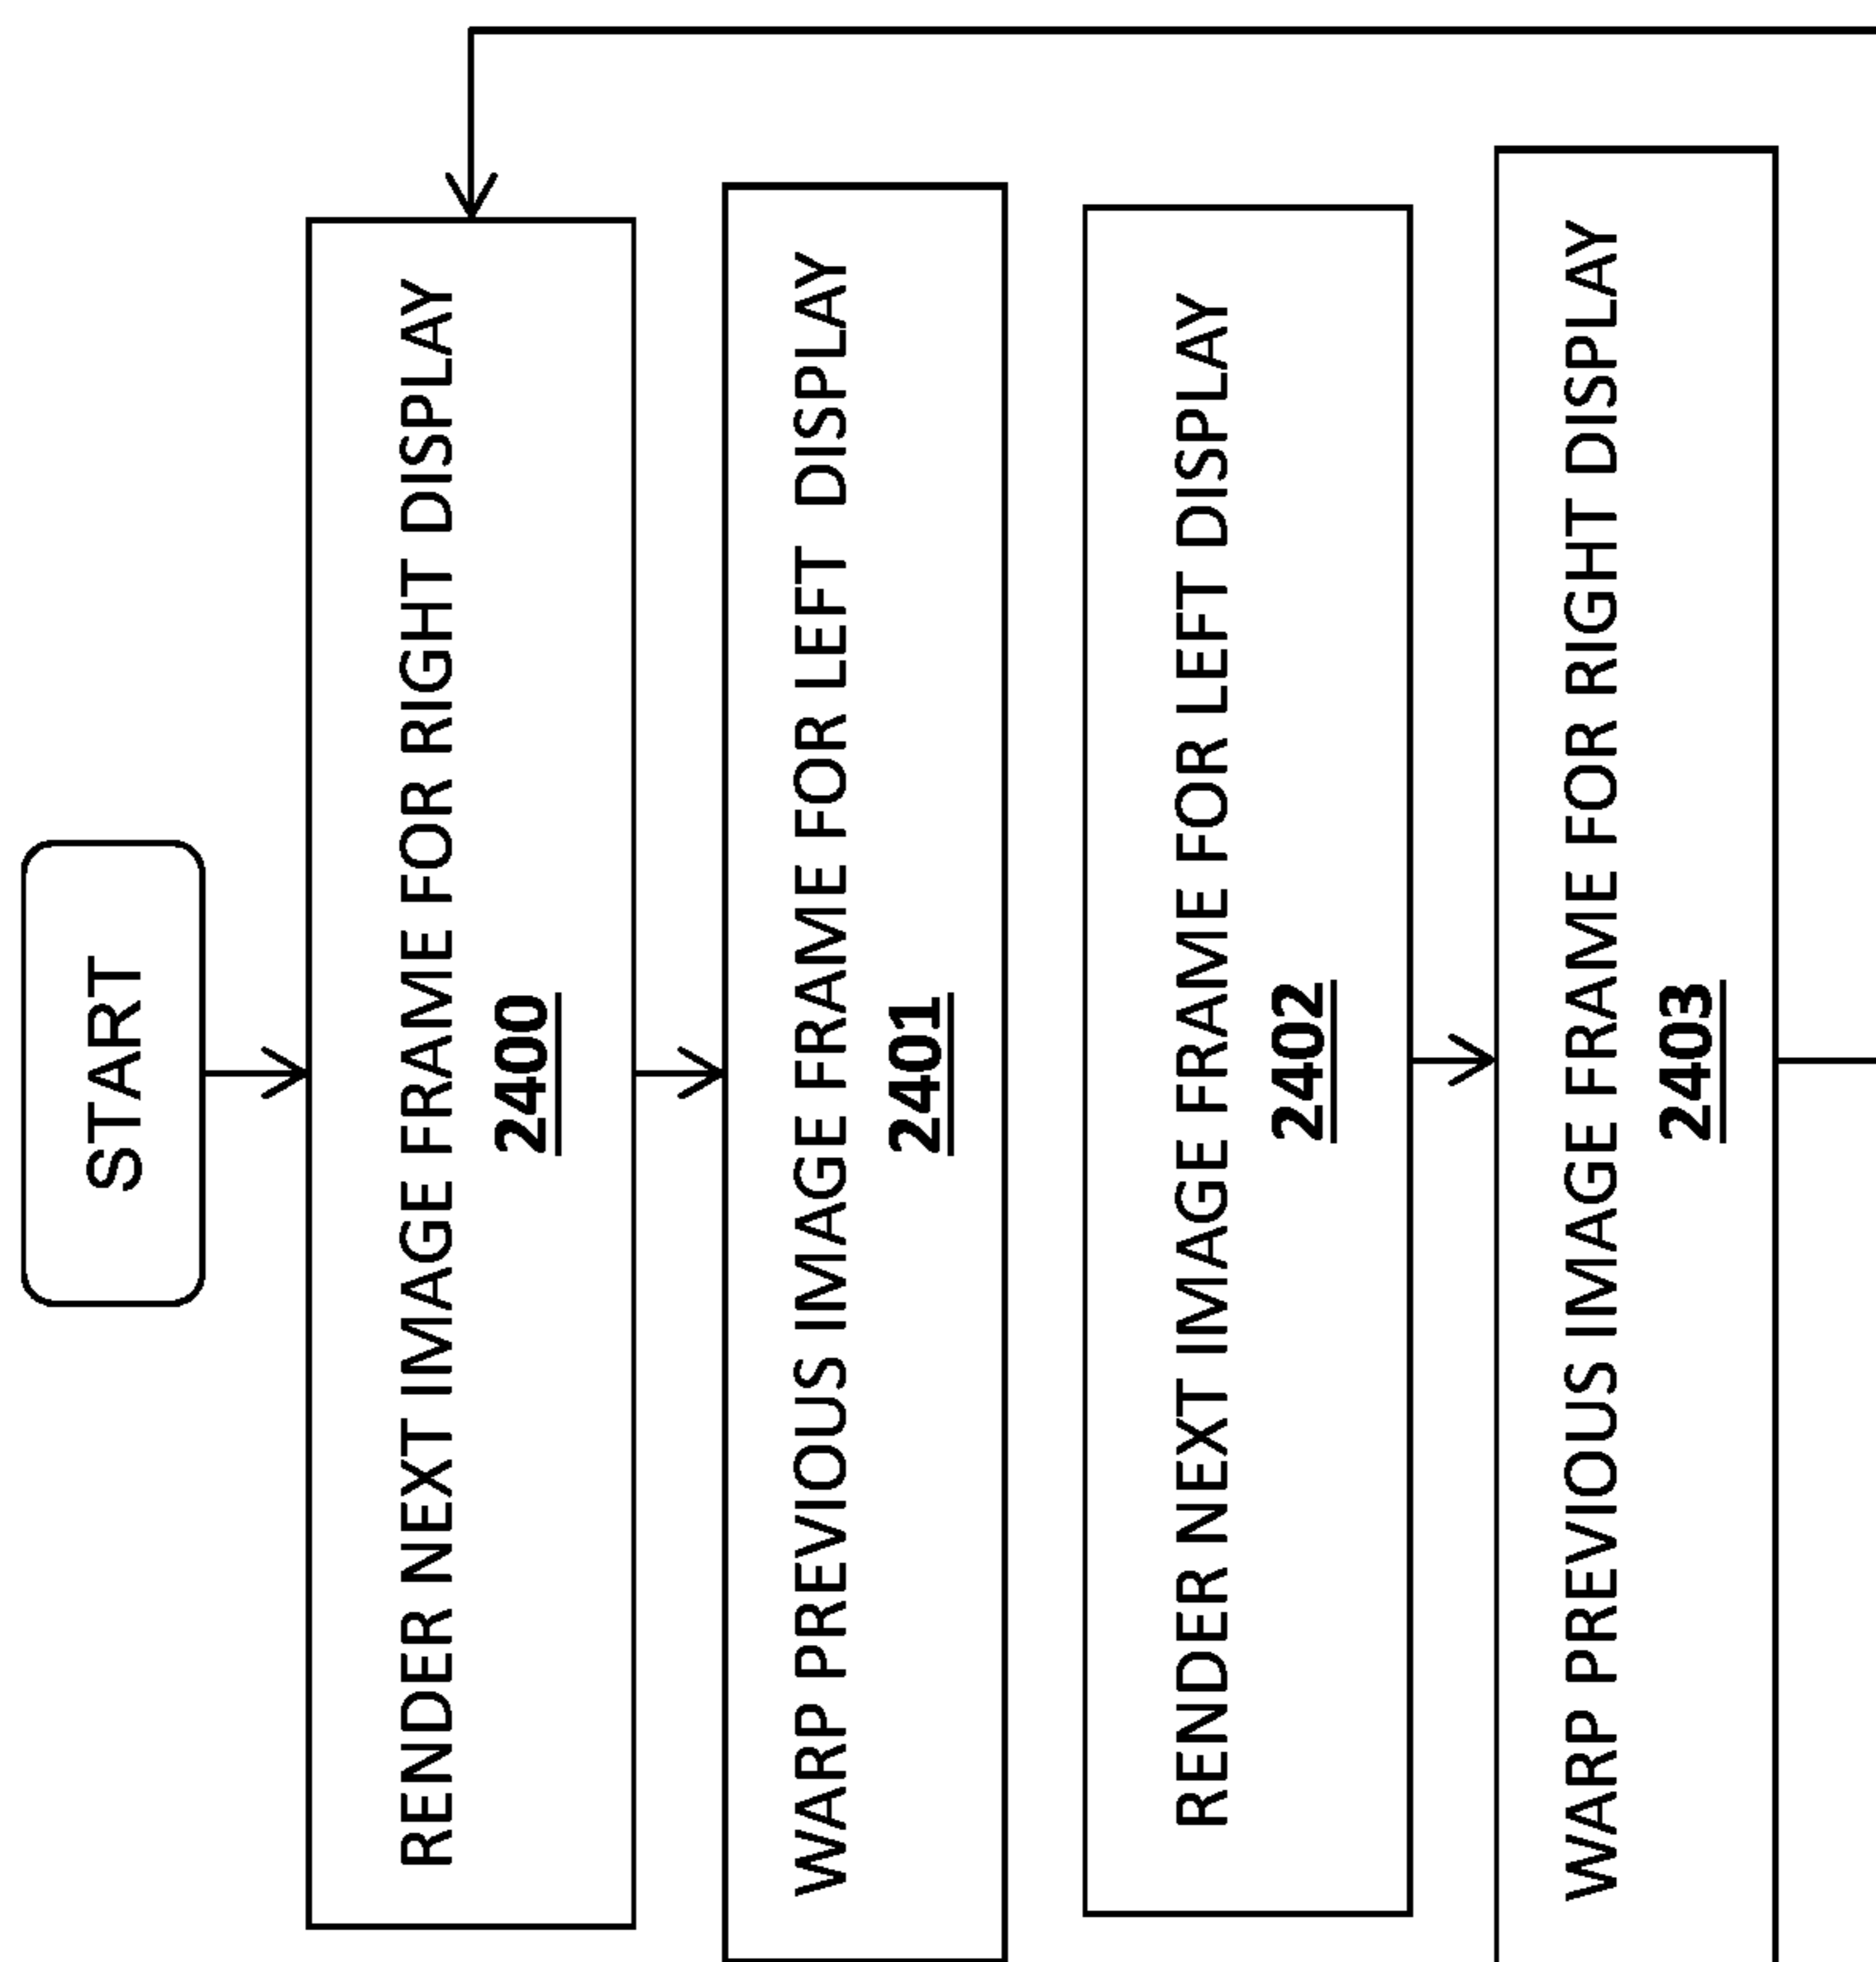 START
RENDER NEXT IMAGE FRAME FOR RIGHT DISPLAY
2400
WARP PREVIOUS IMAGE FRAME FOR LEFT DISPLAY
2401
RENDER NEXT IMAGE FRAME FOR LEFT DISPLAY
2402
WARP PREVIOUS IMAGE FRAME FOR RIGHT DISPLAY
2403